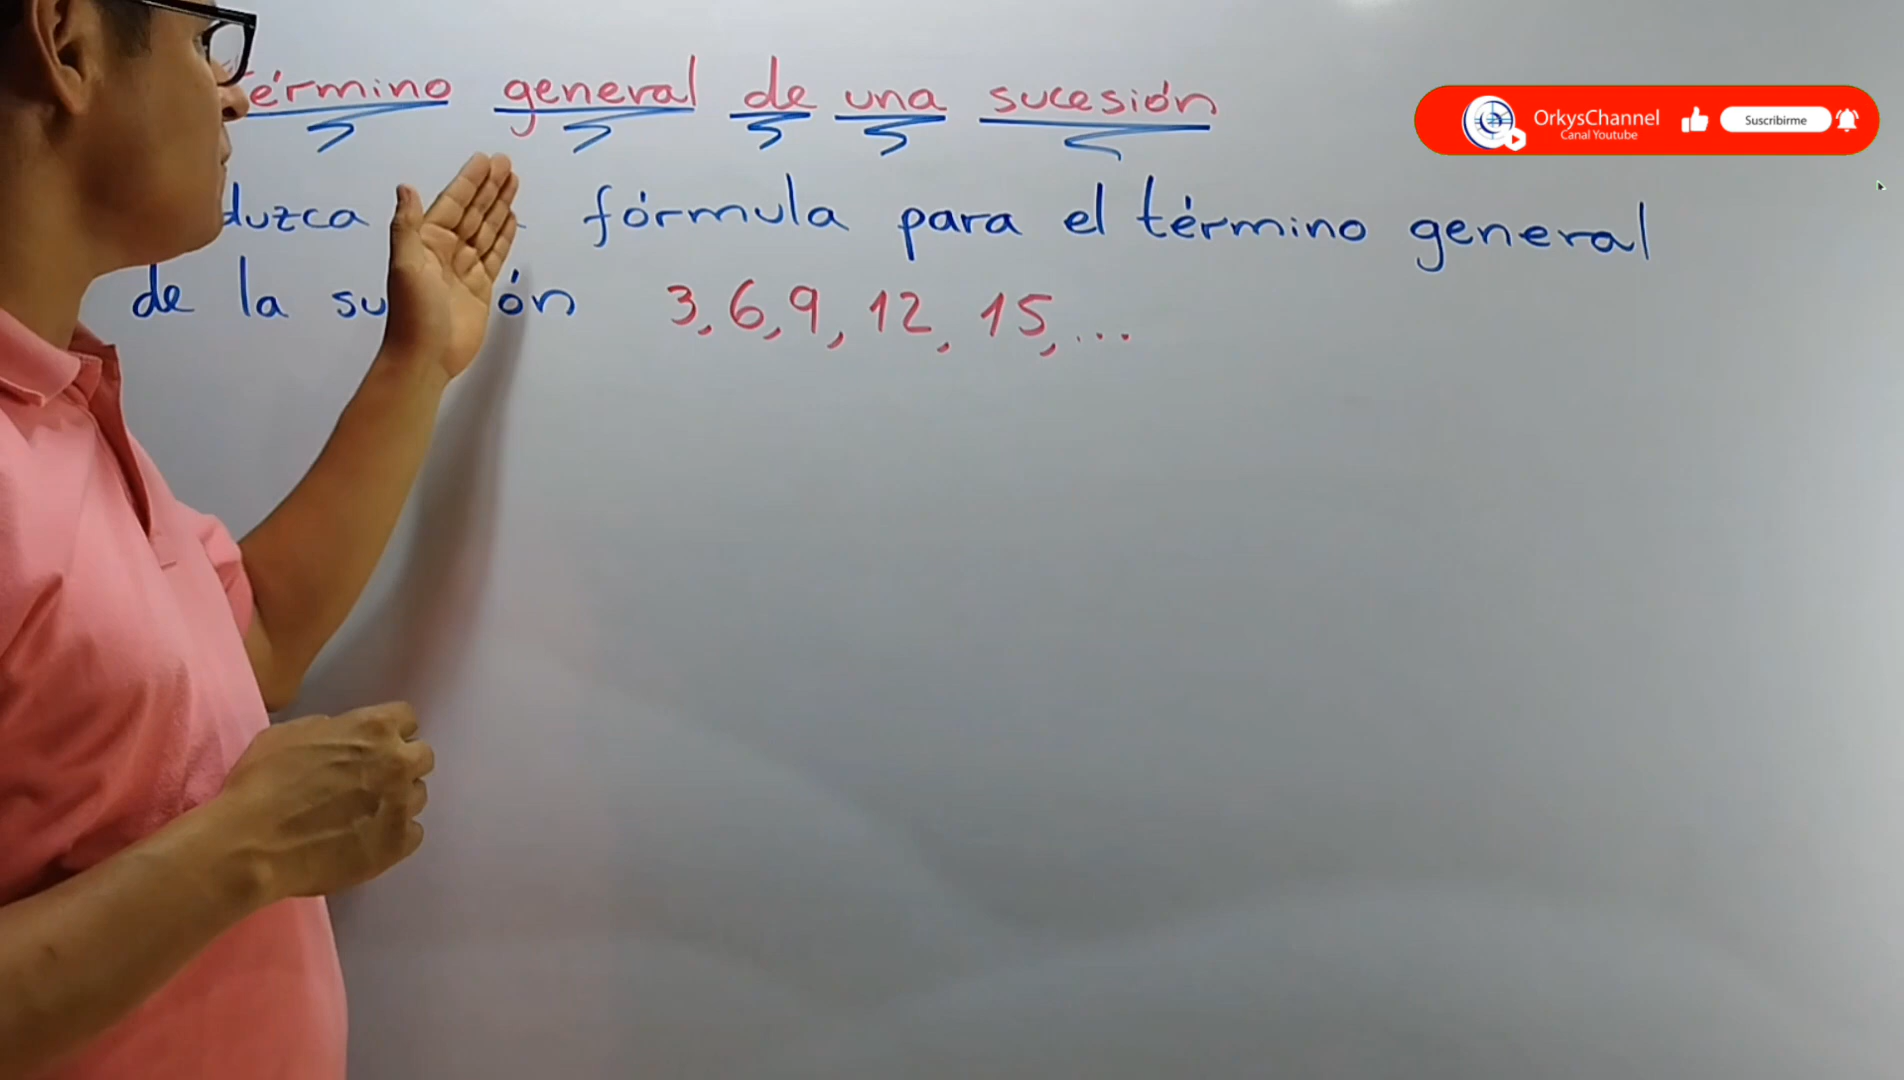 término general de una sucesión
duzca fórmula para el término general
de la su ón 3, 6, 9, 12, 15, ...
OrkysChannel
Canal Youtube
Suscribirme